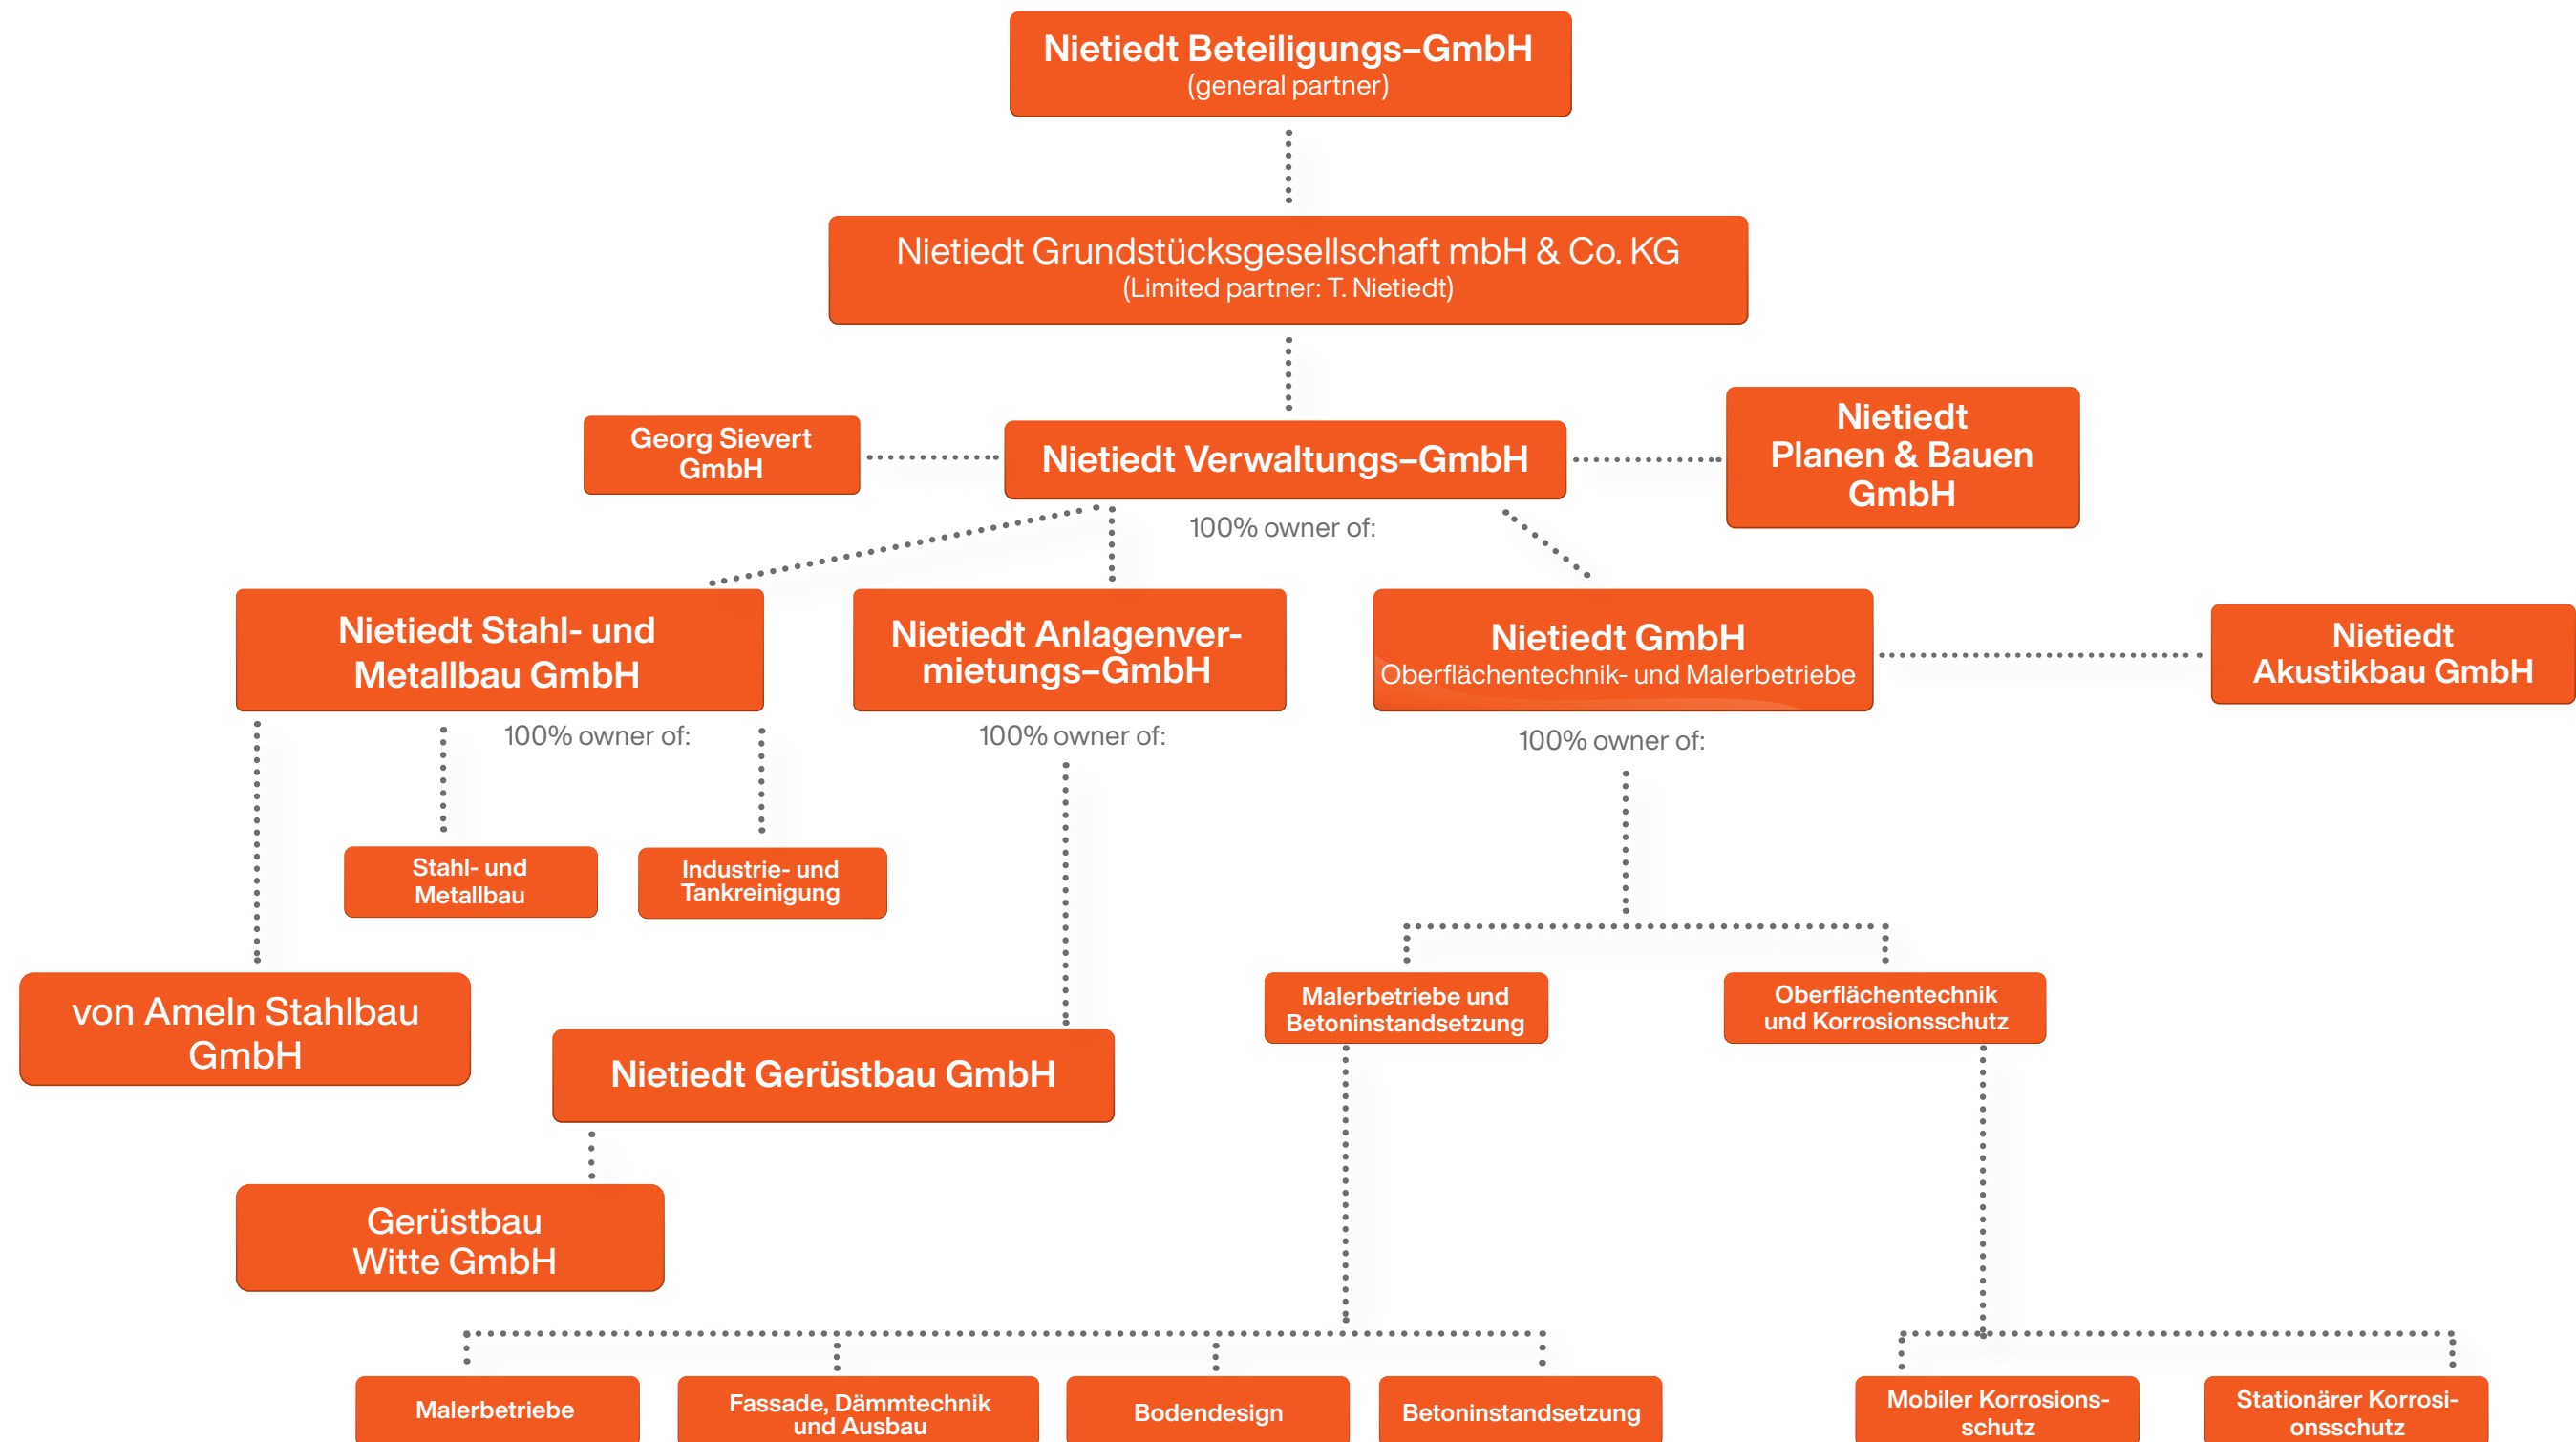 Nietiedt Beteiligungs–GmbH
(general partner)
Nietiedt Grundstücksgesellschaft mbH & Co. KG
(Limited partner: T. Nietiedt)
Georg Sievert
GmbH
Nietiedt Verwaltungs–GmbH
Nietiedt
Planen & Bauen
GmbH
100% owner of:
Nietiedt Stahl- und
Metallbau GmbH
Nietiedt Anlagenver-
mietungs–GmbH
Nietiedt GmbH
Oberflächentechnik- und Malerbetriebe
Nietiedt
Akustikbau GmbH
100% owner of:
100% owner of:
100% owner of:
Stahl- und
Metallbau
Industrie- und
Tankreinigung
von Ameln Stahlbau
GmbH
Malerbetriebe und
Betoninstandsetzung
Oberflächentechnik
und Korrosionsschutz
Nietiedt Gerüstbau GmbH
Gerüstbau
Witte GmbH
Malerbetriebe
Fassade, Dämmtechnik
und Ausbau
Bodendesign
Betoninstandsetzung
Mobiler Korrosions-
schutz
Stationärer Korrosi-
onsschutz